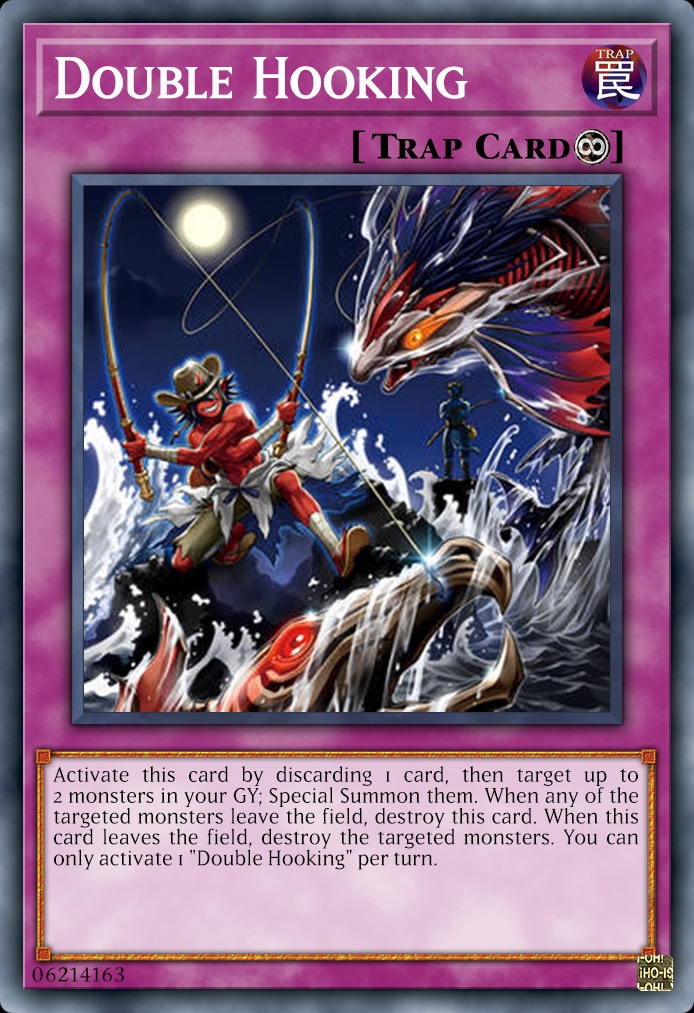 Double Hooking
TRAP
罠
[ Trap Card ]
Activate this card by discarding 1 card, then target up to
2 monsters in your GY; Special Summon them. When any of the
targeted monsters leave the field, destroy this card. When this
card leaves the field, destroy the targeted monsters. You can
only activate 1 "Double Hooking" per turn.
06214163